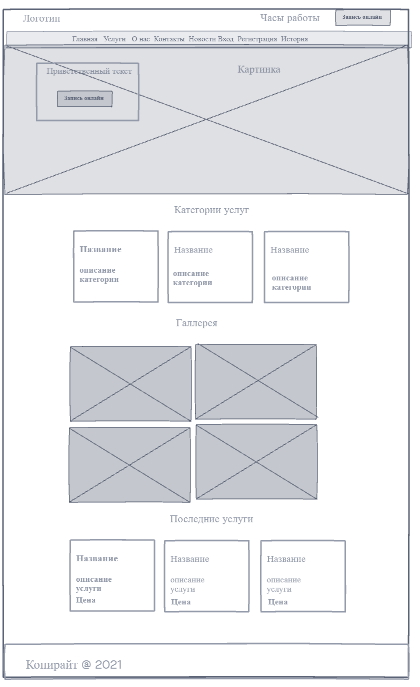 Логотип
Часы работы
Запись онлайн
Главная Услуги О нас Контакты Новости Вход Регистрация История
Приветственный текст
Картинка
Запись онлайн
Категории услуг
Название
Название
Название
описание
категории
описание
категории
описание
категории
Галлерея
Последние услуги
Название
Название
Название
описание
услуги
Цена
описание
услуги
Цена
описание
услуги
Цена
Копирайт @ 2021